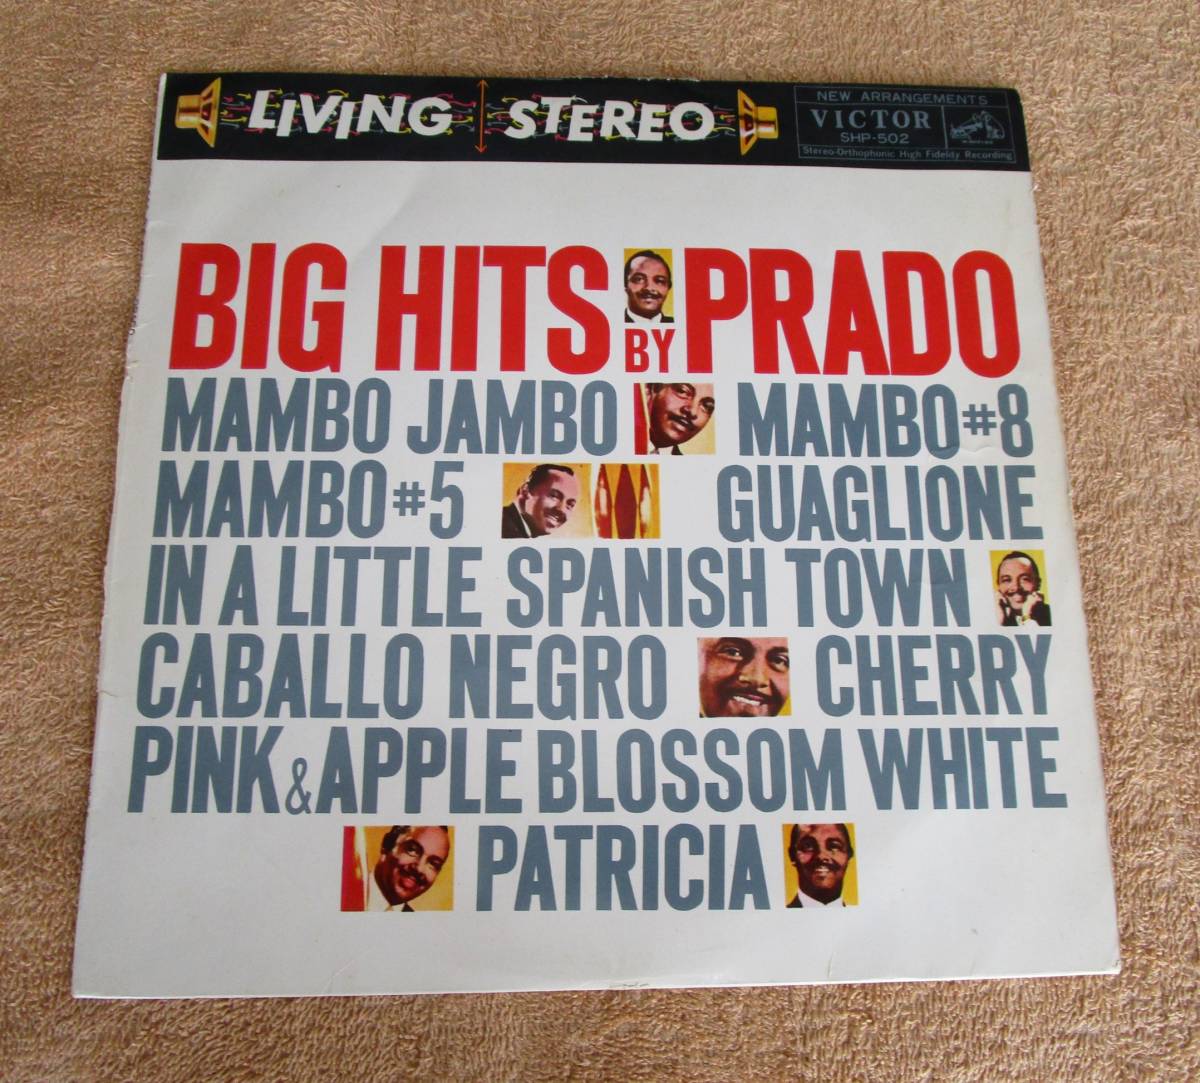 LIVING STEREO
NEW ARRANGEMENTS
VICTOR
SHP-502
Stereo-Orthophonic High Fidelity Recording
BIG HITS BY PRADO
MAMBO JAMBO MAMBO#8
MAMBO#5 GUAGLIONE
IN A LITTLE SPANISH TOWN
CABALLO NEGRO CHERRY
PINK & APPLE BLOSSOM WHITE
PATRICIA